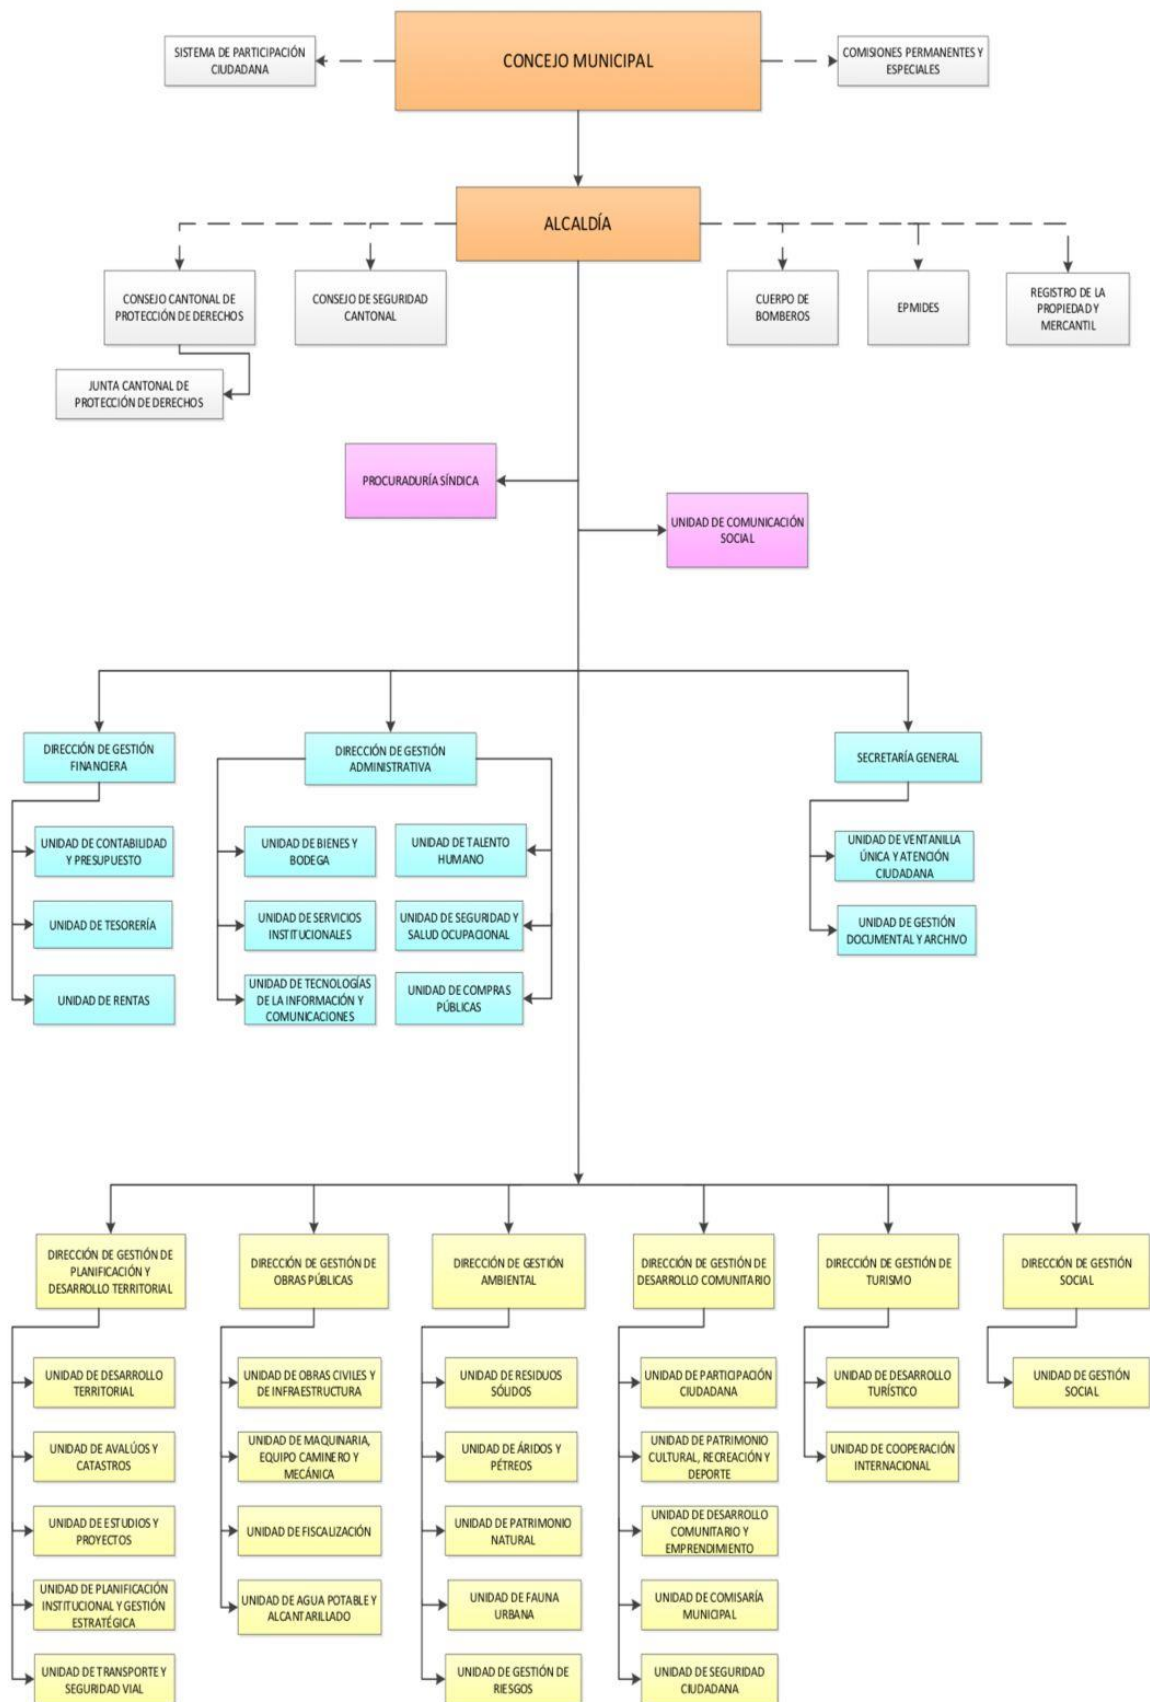 SISTEMA DE PARTICIPACIÓN
CIUDADANA
CONCEJO MUNICIPAL
COMISIONES PERMANENTES Y
ESPECIALES
ALCALDÍA
CONSEJO CANTONAL DE
PROTECCIÓN DE DERECHOS
CONSEJO DE SEGURIDAD
CANTONAL
CUERPO DE
BOMBEROS
EPMIDES
REGISTRO DE LA
PROPIEDAD Y
MERCANTIL
JUNTA CANTONAL DE
PROTECCIÓN DE DERECHOS
PROCURADURÍA SÍNDICA
UNIDAD DE COMUNICACIÓN
SOCIAL
DIRECCIÓN DE GESTIÓN
FINANCIERA
DIRECCIÓN DE GESTIÓN
ADMINISTRATIVA
SECRETARÍA GENERAL
UNIDAD DE CONTABILIDAD
Y PRESUPUESTO
UNIDAD DE BIENES Y
BODEGA
UNIDAD DE TALENTO
HUMANO
UNIDAD DE VENTANILLA
ÚNICA Y ATENCIÓN
CIUDADANA
UNIDAD DE TESORERÍA
UNIDAD DE SERVICIOS
INSTITUCIONALES
UNIDAD DE SEGURIDAD Y
SALUD OCUPACIONAL
UNIDAD DE GESTIÓN
DOCUMENTAL Y ARCHIVO
UNIDAD DE RENTAS
UNIDAD DE TECNOLOGÍAS
DE LA INFORMACIÓN Y
COMUNICACIONES
UNIDAD DE COMPRAS
PÚBLICAS
DIRECCIÓN DE GESTIÓN DE
PLANIFICACIÓN Y
DESARROLLO TERRITORIAL
DIRECCIÓN DE GESTIÓN DE
OBRAS PÚBLICAS
DIRECCIÓN DE GESTIÓN
AMBIENTAL
DIRECCIÓN DE GESTIÓN DE
DESARROLLO COMUNITARIO
DIRECCIÓN DE GESTIÓN DE
TURISMO
DIRECCIÓN DE GESTIÓN
SOCIAL
UNIDAD DE DESARROLLO
TERRITORIAL
UNIDAD DE OBRAS CIVILES Y
DE INFRAESTRUCTURA
UNIDAD DE RESIDUOS
SÓLIDOS
UNIDAD DE PARTICIPACIÓN
CIUDADANA
UNIDAD DE DESARROLLO
TURÍSTICO
UNIDAD DE GESTIÓN
SOCIAL
UNIDAD DE AVALÚOS Y
CATASTROS
UNIDAD DE MAQUINARIA,
EQUIPO CAMINERO Y
MECÁNICA
UNIDAD DE ÁRIDOS Y
PÉTREOS
UNIDAD DE PATRIMONIO
CULTURAL, RECREACIÓN Y
DEPORTE
UNIDAD DE COOPERACIÓN
INTERNACIONAL
UNIDAD DE ESTUDIOS Y
PROYECTOS
UNIDAD DE FISCALIZACIÓN
UNIDAD DE PATRIMONIO
NATURAL
UNIDAD DE DESARROLLO
COMUNITARIO Y
EMPRENDIMIENTO
UNIDAD DE PLANIFICACIÓN
INSTITUCIONAL Y GESTIÓN
ESTRATÉGICA
UNIDAD DE AGUA POTABLE Y
ALCANTARILLADO
UNIDAD DE FAUNA
URBANA
UNIDAD DE COMISARÍA
MUNICIPAL
UNIDAD DE TRANSPORTE Y
SEGURIDAD VIAL
UNIDAD DE GESTIÓN DE
RIESGOS
UNIDAD DE SEGURIDAD
CIUDADANA